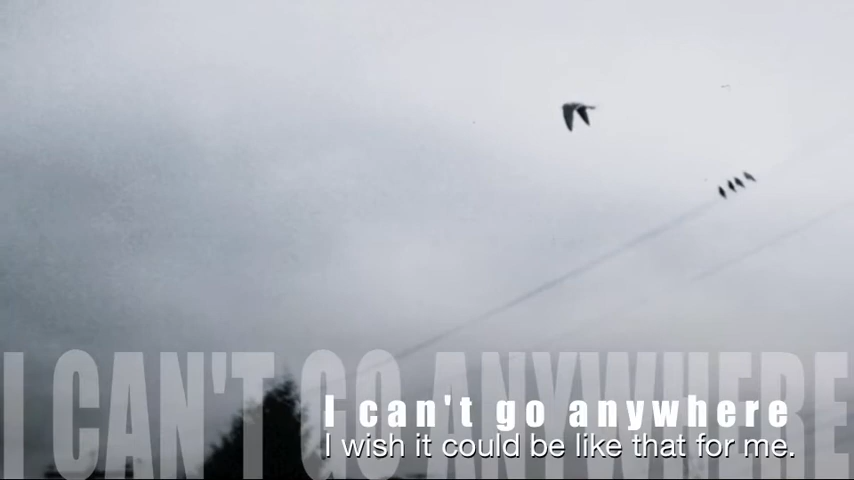 I CAN'T GO ANYWHERE
I can't go anywhere
I wish it could be like that for me.